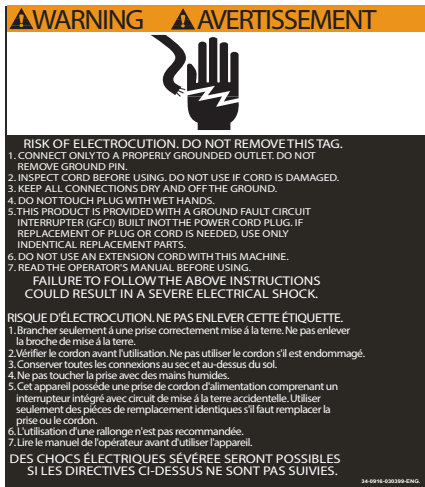 WARNING AVERTISSEMENT
RISK OF ELECTROCUTION. DO NOT REMOVE THIS TAG.
1. CONNECT ONLY TO A PROPERLY GROUNDED OUTLET. DO NOT
REMOVE GROUND PIN.
2. INSPECT CORD BEFORE USING. DO NOT USE IF CORD IS DAMAGED.
3. KEEP ALL CONNECTIONS DRY AND OFF THE GROUND.
4. DO NOT TOUCH PLUG WITH WET HANDS.
5. THIS PRODUCT IS PROVIDED WITH A GROUND FAULT CIRCUIT
INTERRUPTER (GFCI) BUILT INOT THE POWER CORD PLUG. IF
REPLACEMENT OF PLUG OR CORD IS NEEDED, USE ONLY
INDENTICAL REPLACEMENT PARTS.
6. DO NOT USE AN EXTENSION CORD WITH THIS MACHINE.
7. READ THE OPERATOR'S MANUAL BEFORE USING.
FAILURE TO FOLLOW THE ABOVE INSTRUCTIONS
COULD RESULT IN A SEVERE ELECTRICAL SHOCK.
RISQUE D'ÉLECTROCUTION. NE PAS ENLEVER CETTE ÉTIQUETTE.
1. Brancher seulement á une prise correctement mise á la terre. Ne pas enlever
la broche de mise á la terre.
2. Vérifier le cordon avant l'utilisation. Ne pas utiliser le cordon s'il est endommagé.
3. Conserver toutes les connexions au sec et au-dessus du sol.
4. Ne pas toucher la prise avec des mains humides.
5. Cet appareil posséde une prise de cordon d'alimentation comprenant un
interrupteur intégré avec circuit de mise á la terre accidentelle. Utiliser
seulement des piéces de remplacement identiques s'il faut remplacer la
prise ou le cordon.
6. L'utilisation d'une rallonge n'est pas recommandée.
7. Lire le manuel de l'opérateur avant d'utiliser l'appareil.
DES CHOCS ÉLECTRIQUES SÉVÉREE SERONT POSSIBLES
SI LES DIRECTIVES CI-DESSUS NE SONT PAS SUIVIES.
34-0916-030399-ENG.